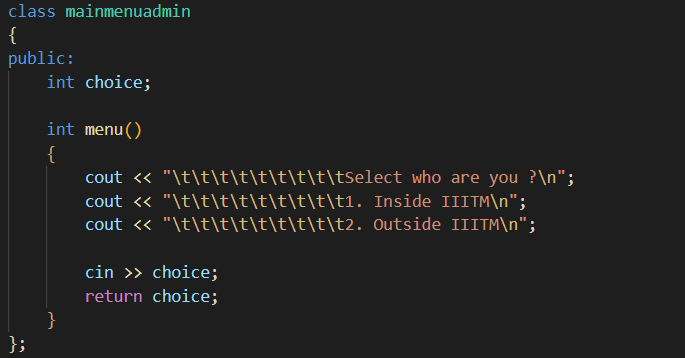 class mainmenuadmin
{
public:
    int choice;

    int menu()
    {
        cout << "\t\t\t\t\t\t\t\t\tSelect who are you ?\n";
        cout << "\t\t\t\t\t\t\t\t\t1. Inside IIITM\n";
        cout << "\t\t\t\t\t\t\t\t\t2. Outside IIITM\n";

        cin >> choice;
        return choice;
    }
};